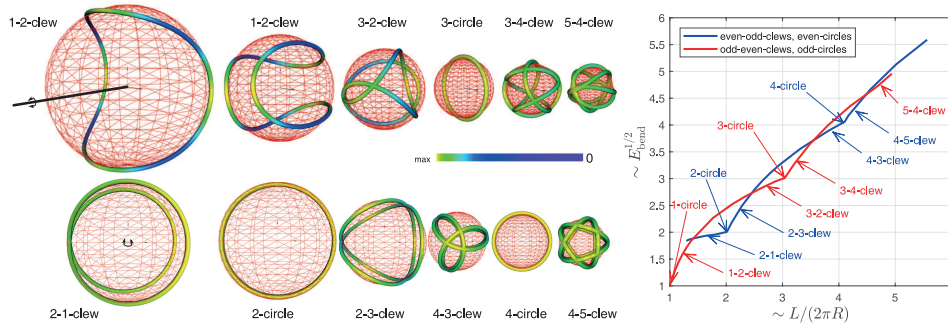 1-2-clew
1-2-clew
3-2-clew
3-circle
3-4-clew
5-4-clew
max
0
2-1-clew
2-circle
2-3-clew
4-3-clew
4-circle
4-5-clew
even-odd-clews, even-circles
odd-even-clews, odd-circles
6
5.5
5
4.5
4
3.5
3
2.5
2
1.5
1
∼ E_bend^{1/2}
4-circle
5-4-clew
4-5-clew
3-circle
4-3-clew
2-circle
3-4-clew
1-circle
3-2-clew
2-3-clew
2-1-clew
1-2-clew
1
2
3
4
5
∼ L/(2πR)